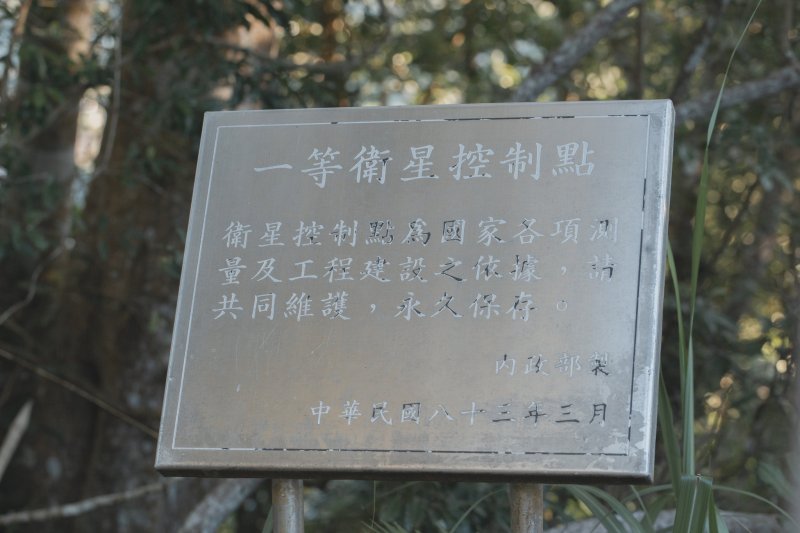 一等衛星控制點
衛星控制點為國家各項測
量及工程建設之依據，請
共同維護，永久保存。
內政部製
中華民國八十三年三月